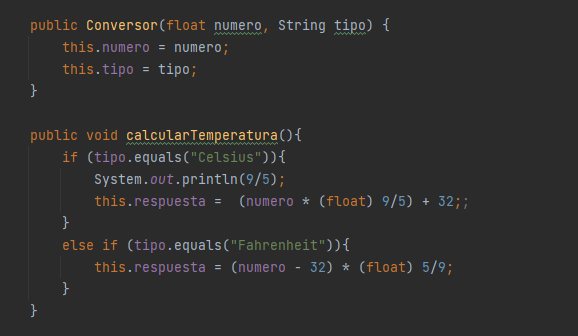 public Conversor(float numero, String tipo) {
    this.numero = numero;
    this.tipo = tipo;
}
public void calcularTemperatura(){
    if (tipo.equals("Celsius")){
        System.out.println(9/5);
        this.respuesta =  (numero * (float) 9/5) + 32;;
    }
    else if (tipo.equals("Fahrenheit")){
        this.respuesta = (numero - 32) * (float) 5/9;
    }
}